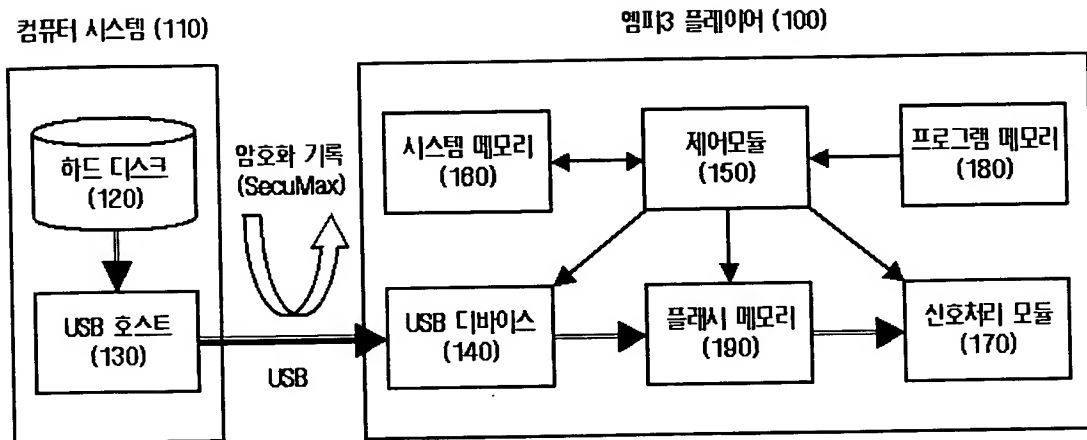 컴퓨터 시스템 (110)
엠피3 플레이어 (100)
하드 디스크
(120)
암호화 기록
(SecuMax)
시스템 메모리
(160)
제어모듈
(150)
프로그램 메모리
(180)
USB 호스트
(130)
USB
USB 디바이스
(140)
플래시 메모리
(190)
신호처리 모듈
(170)